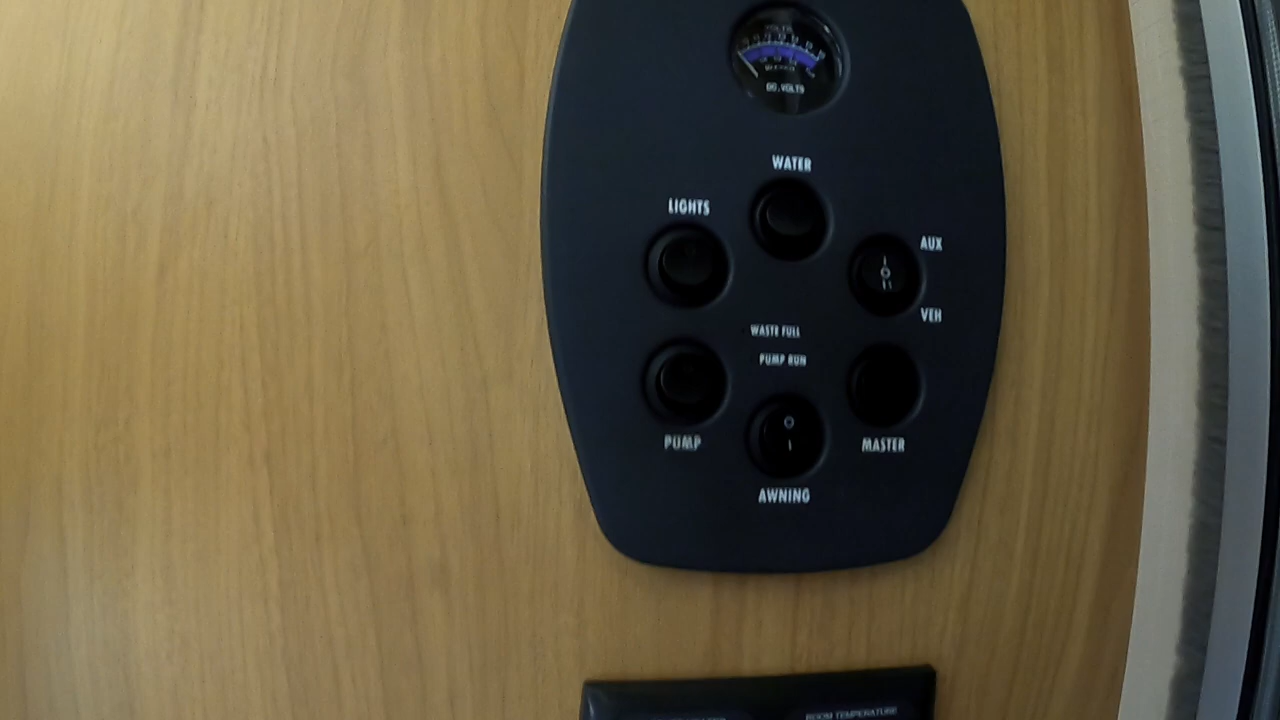 DC.VOLTS
WATER
LIGHTS
AUX
VEH
WASTE FULL
PUMP RUN
PUMP
MASTER
AWNING
ROOM TEMPERATURE